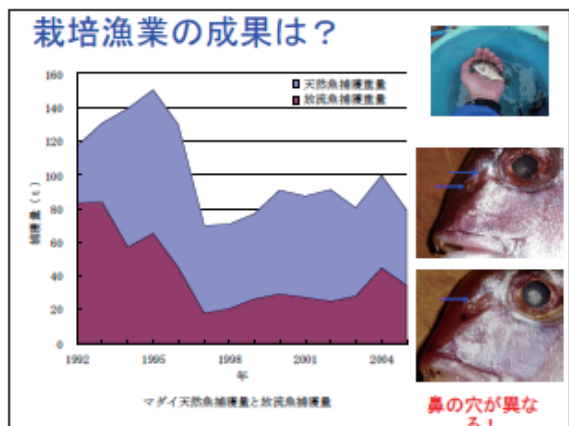 栽培漁業の成果は？
160
140
120
100
80
60
40
20
0
捕獲量（t）
天然魚捕獲重量
放流魚捕獲重量
1992
1995
1998
2001
2004
年
マダイ天然魚捕獲量と放流魚捕獲量
鼻の穴が異な
る！